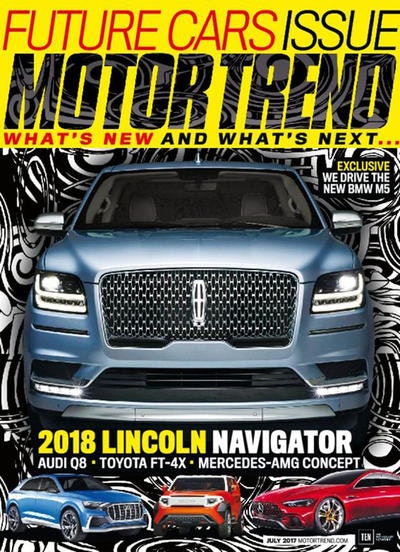 FUTURE CARS ISSUE
MOTOR TREND
WHAT'S NEW AND WHAT'S NEXT...
EXCLUSIVE
WE DRIVE THE
NEW BMW M5
2018 LINCOLN NAVIGATOR
AUDI Q8 • TOYOTA FT-4X • MERCEDES-AMG CONCEPT
JULY 2017 MOTORTREND.COM
TEN